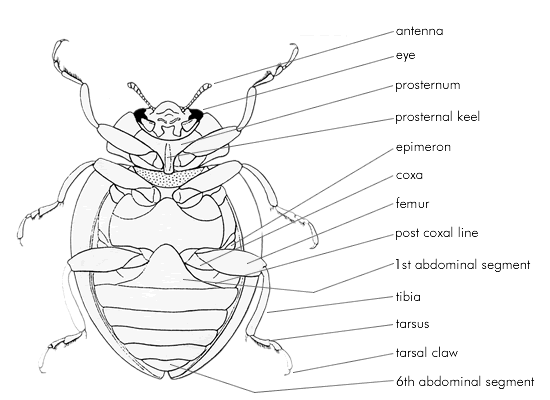 antenna
eye
prosternum
prosternal keel
epimeron
coxa
femur
post coxal line
1st abdominal segment
tibia
tarsus
tarsal claw
6th abdominal segment